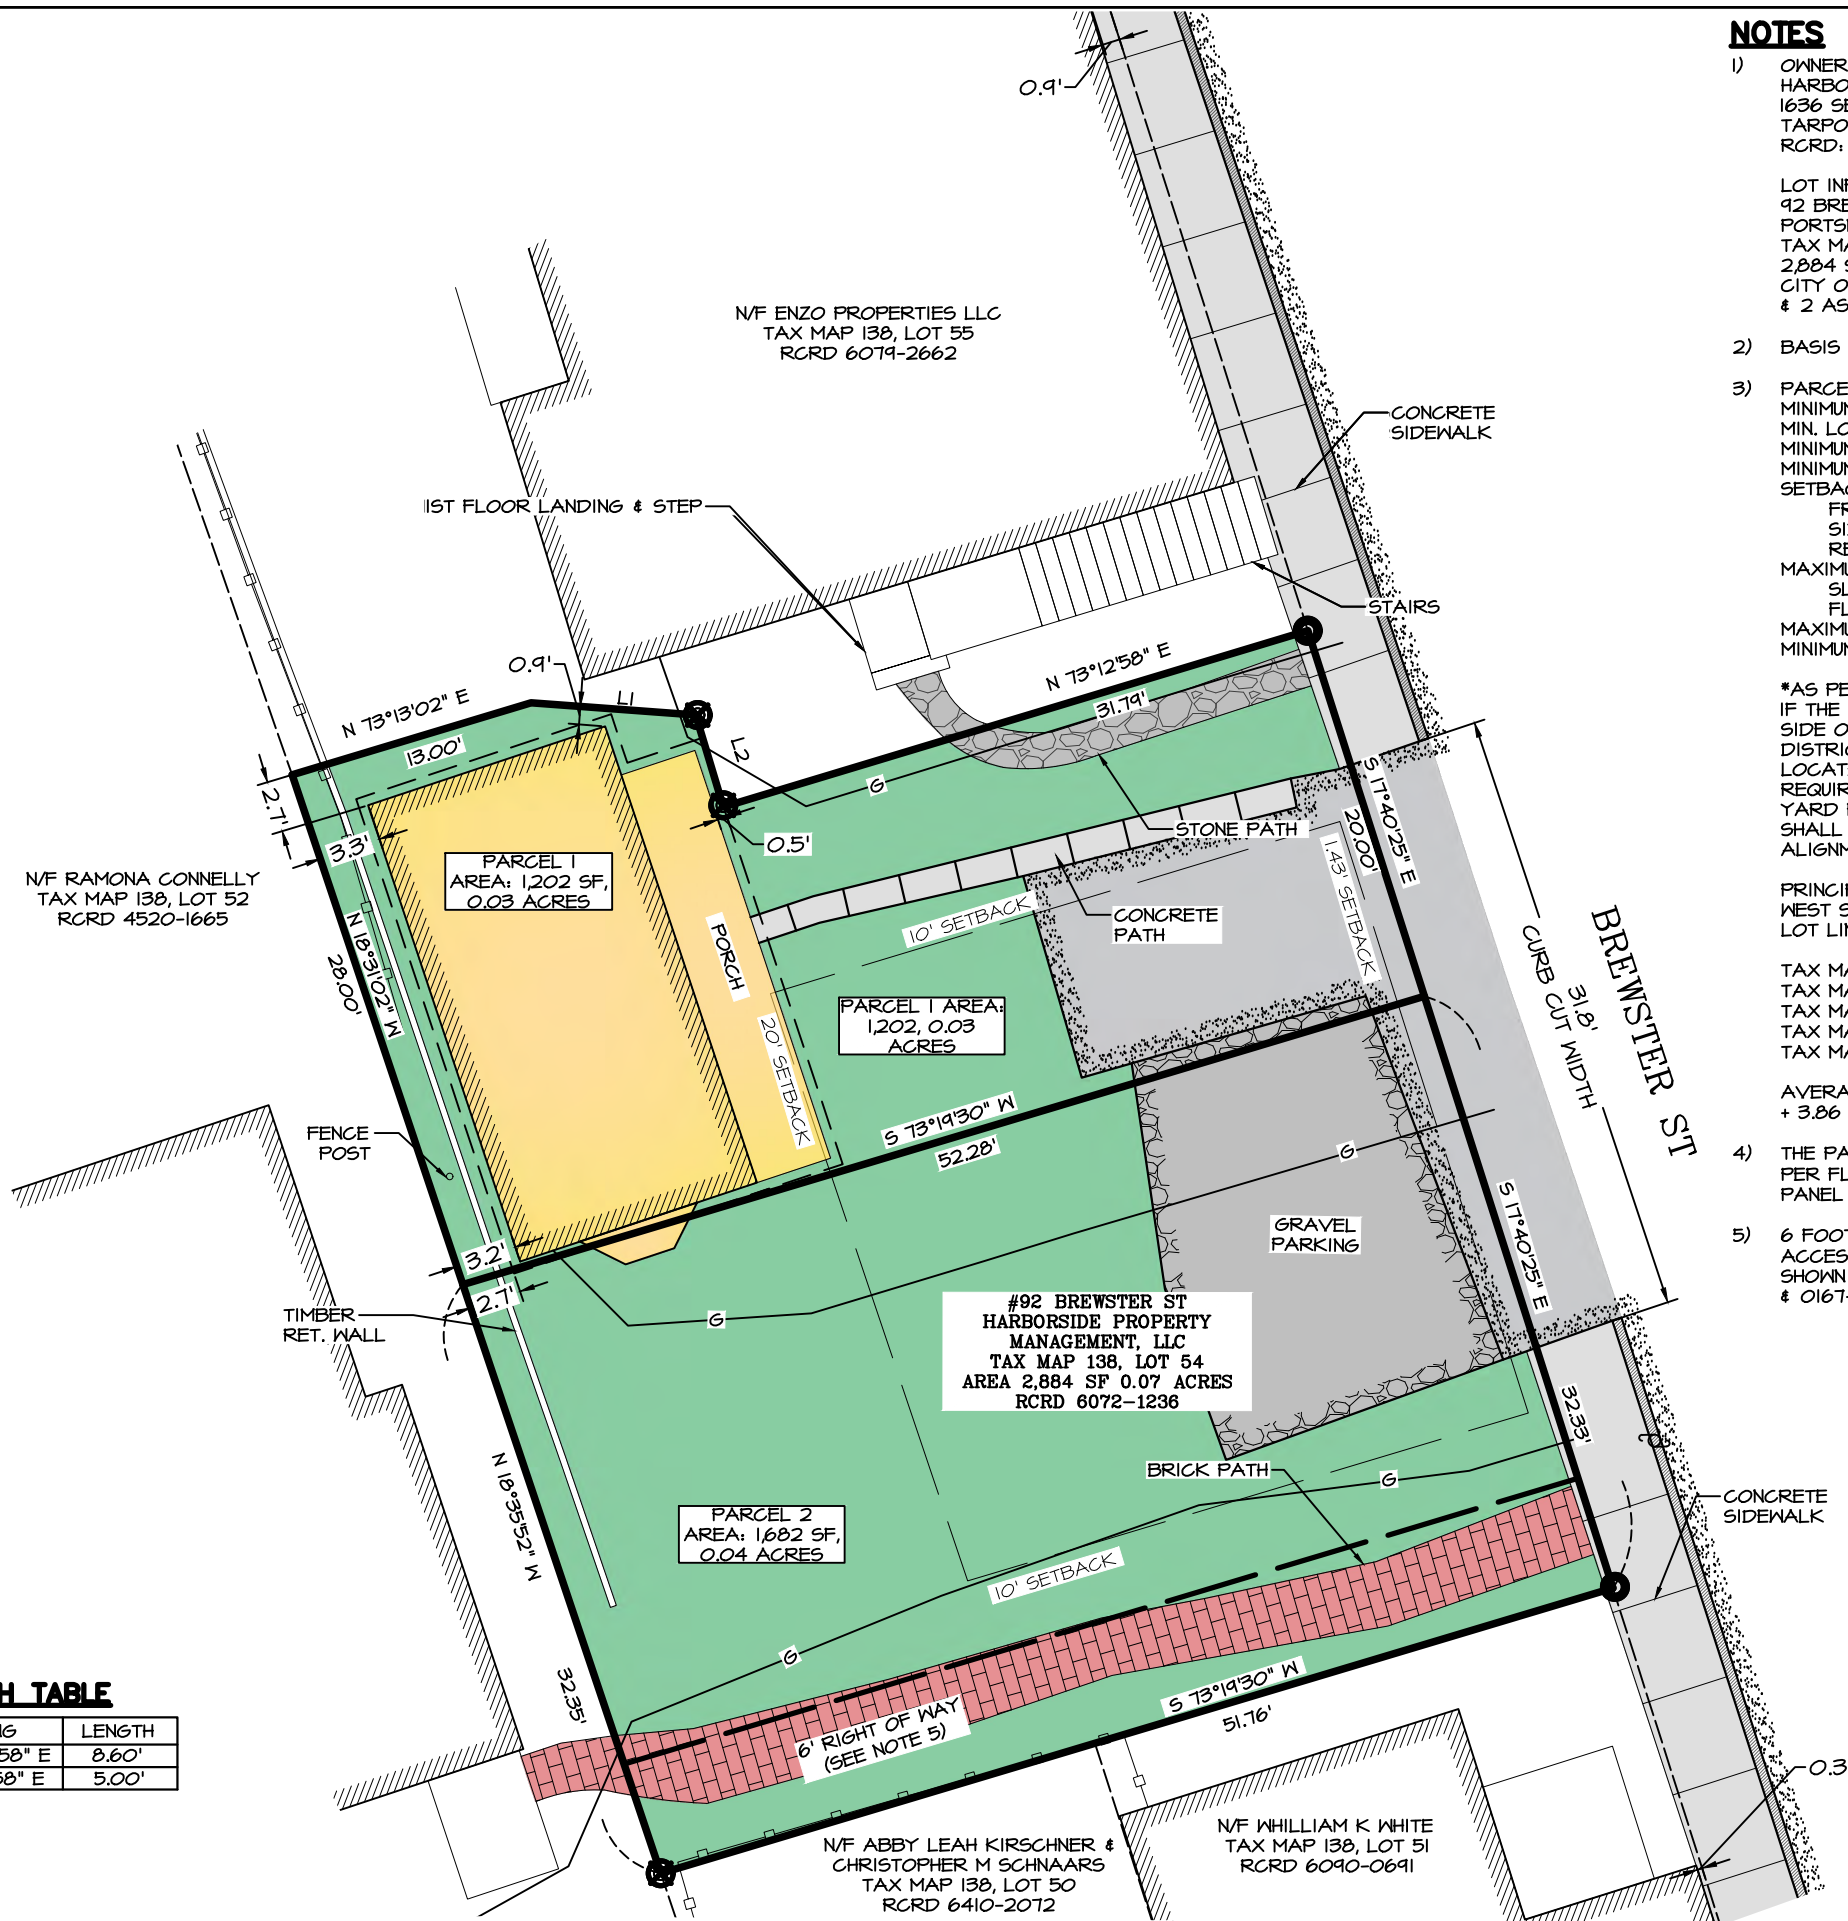 NOTES
1) OWNER
HARBO
1636 SE
TARPO
RCRD:
LOT INF
92 BRE
PORTS
TAX MA
2,884 S
CITY O
& 2 AS
2) BASIS
3) PARCE
MINIMUM
MIN. LO
MINIMUM
MINIMUM
SETBAC
FR
SI
RE
MAXIMU
SL
FL
MAXIMU
MINIMUM
*AS PE
IF THE
SIDE O
DISTRIC
LOCAT
REQUIR
YARD
SHALL
ALIGNM
PRINCI
WEST S
LOT LIN
TAX MA
TAX MA
TAX MA
TAX MA
TAX MA
AVERA
+ 3.86
4) THE PA
PER FL
PANEL
5) 6 FOOT
ACCES
SHOWN
& 0167-
0.9'
N/F ENZO PROPERTIES LLC
TAX MAP 138, LOT 55
RCRD 6079-2662
CONCRETE
SIDEWALK
1ST FLOOR LANDING & STEP
STAIRS
0.9'
L1
L2
N 73°13'02" E
13.00'
N 73°12'58" E
31.79'
G
2.7'
3.3'
0.5'
STONE PATH
S 17°40'25" E
20.00'
PARCEL 1
AREA: 1,202 SF,
0.03 ACRES
N/F RAMONA CONNELLY
TAX MAP 138, LOT 52
RCRD 4520-1665
N 18°31'02" W
28.00'
PORCH
10' SETBACK
CONCRETE
PATH
1.43' SETBACK
31.8'
CURB CUT WIDTH
BREWSTER ST
PARCEL 1 AREA:
1,202, 0.03
ACRES
20' SETBACK
S 73°19'30" W
52.28'
FENCE
POST
G
S 17°40'25" E
32.33'
GRAVEL
PARKING
3.2'
2.7'
TIMBER
RET. WALL
G
#92 BREWSTER ST
HARBORSIDE PROPERTY
MANAGEMENT, LLC
TAX MAP 138, LOT 54
AREA 2,884 SF 0.07 ACRES
RCRD 6072-1236
N 18°35'52" W
32.35'
BRICK PATH
G
CONCRETE
SIDEWALK
PARCEL 2
AREA: 1,682 SF,
0.04 ACRES
10' SETBACK
G
6' RIGHT OF WAY
(SEE NOTE 5)
S 73°19'30" W
51.76'
H TABLE
NG LENGTH
58" E 8.60'
58" E 5.00'
0.3
N/F ABBY LEAH KIRSCHNER &
CHRISTOPHER M SCHNAARS
TAX MAP 138, LOT 50
RCRD 6410-2072
N/F WHILLIAM K WHITE
TAX MAP 138, LOT 51
RCRD 6090-0691